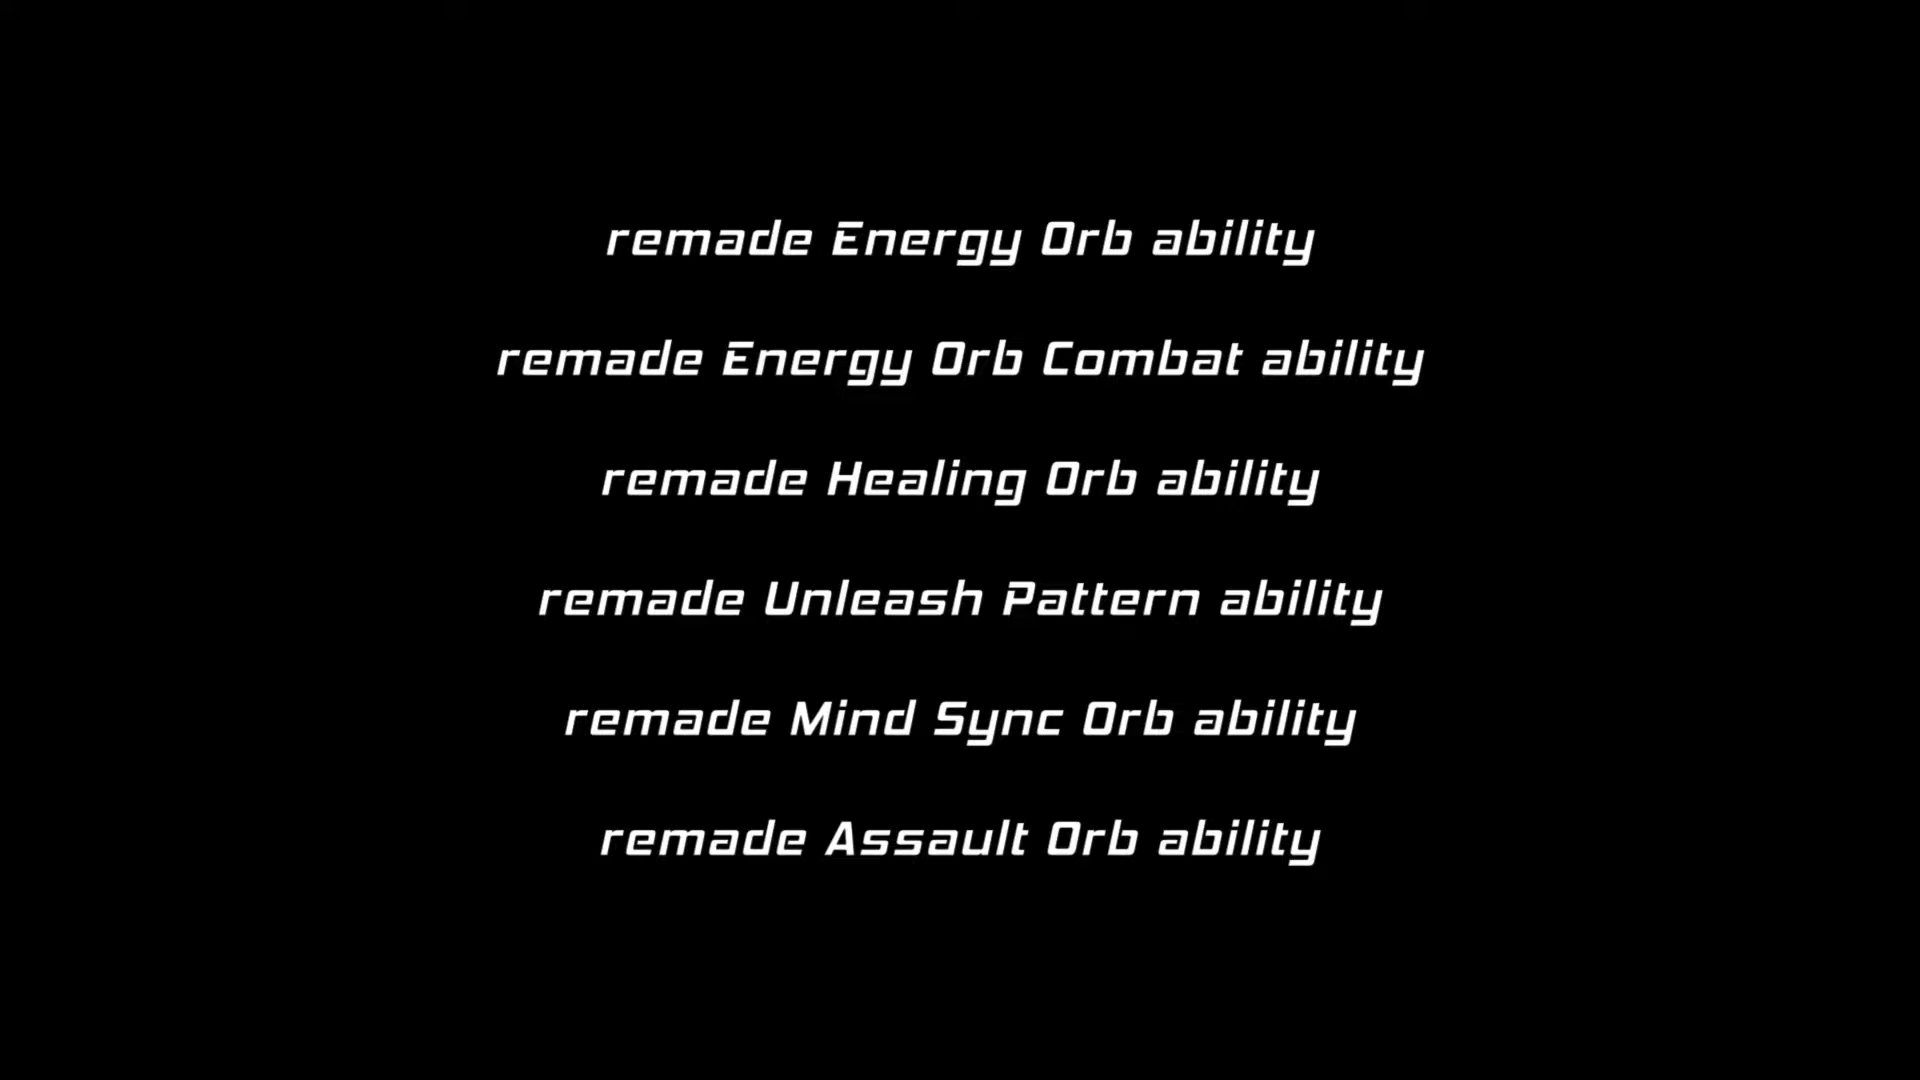 remade Energy Orb ability
remade Energy Orb Combat ability
remade Healing Orb ability
remade Unleash Pattern ability
remade Mind Sync Orb ability
remade Assault Orb ability